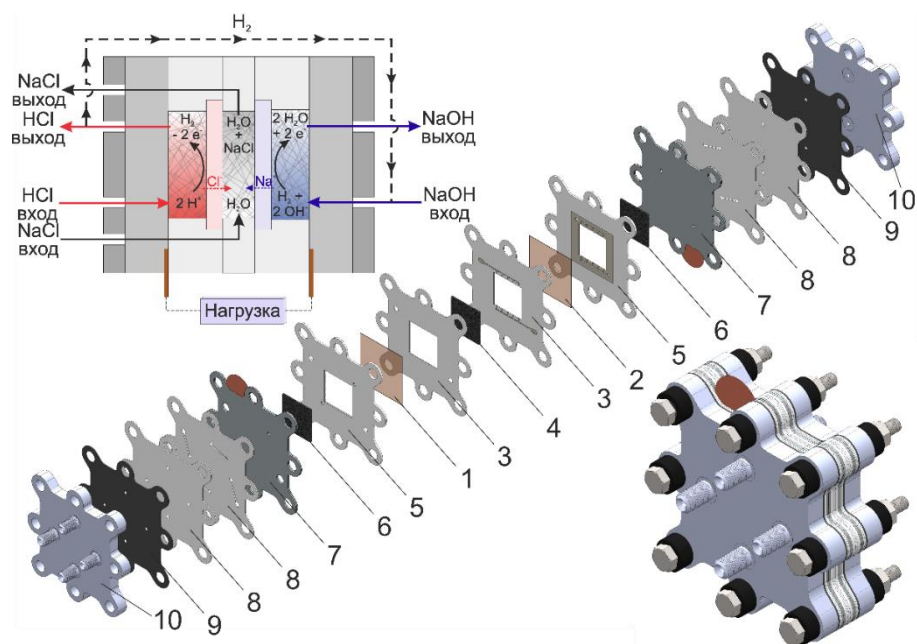 H₂
NaCl
выход
HCl
выход
HCl
вход
NaCl
вход
H₂
- 2 e⁻
2 H⁺
Cl⁻
H₂O
+
NaCl
H₂O
Na⁺
2 H₂O
+ 2 e⁻
H₂ +
2 OH⁻
NaOH
выход
NaOH
вход
Нагрузка
10
9
8
8
7
6
5
2
3
4
3
1
5
6
7
8
8
9
10